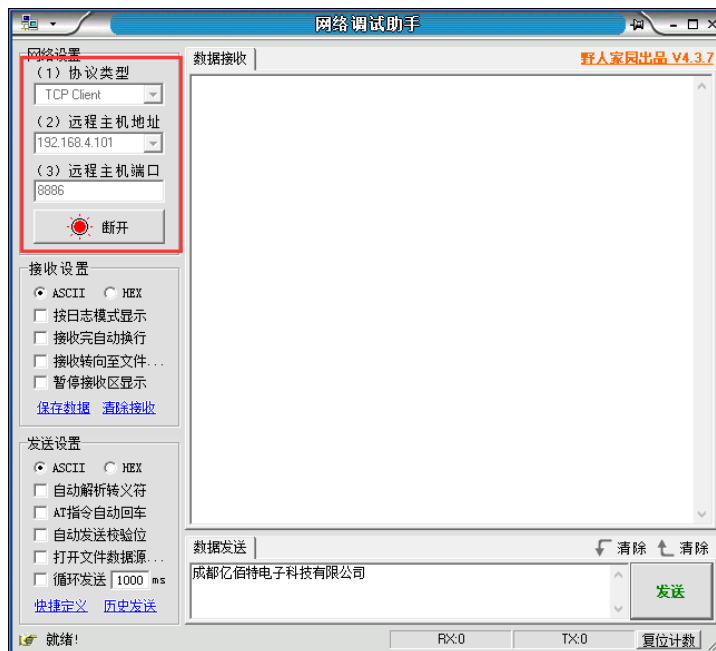 网络调试助手
网络设置
(1) 协议类型
TCP Client
(2) 远程主机地址
192.168.4.101
(3) 远程主机端口
8886
断开
接收设置
ASCII HEX
按日志模式显示
接收完自动换行
接收转向至文件...
暂停接收区显示
保存数据 清除接收
发送设置
ASCII HEX
自动解析转义符
AT指令自动回车
自动发送校验位
打开文件数据源...
循环发送 1000 ms
快捷定义 历史发送
数据接收 野人家园出品 V4.3.7
数据发送 清除 清除
成都亿佰特电子科技有限公司
发送
就绪! RX:0 TX:0 复位计数